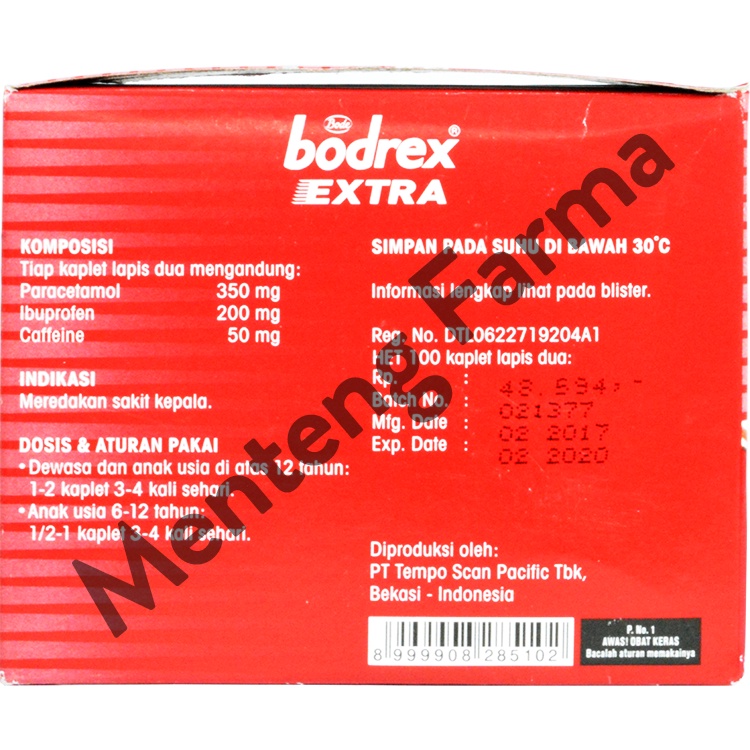 Bode
bodrex®
EXTRA
KOMPOSISI
Tiap kaplet lapis dua mengandung:
Paracetamol 350 mg
Ibuprofen 200 mg
Caffeine 50 mg
INDIKASI
Meredakan sakit kepala.
DOSIS & ATURAN PAKAI
•Dewasa dan anak usia di atas 12 tahun:
1-2 kaplet 3-4 kali sehari.
•Anak usia 6-12 tahun:
1/2-1 kaplet 3-4 kali sehari.
SIMPAN PADA SUHU DI BAWAH 30°C
Informasi lengkap lihat pada blister.
Reg. No. DTL0622719204A1
HET 100 kaplet lapis dua:
Rp. : 48.694,-
Batch No. : 021377
Mfg. Date : 02 2017
Exp. Date : 02 2020
Diproduksi oleh:
PT Tempo Scan Pacific Tbk,
Bekasi - Indonesia
8 999908 285102
P. No. 1
AWAS! OBAT KERAS
Bacalah aturan memakainya
Menteng Farma